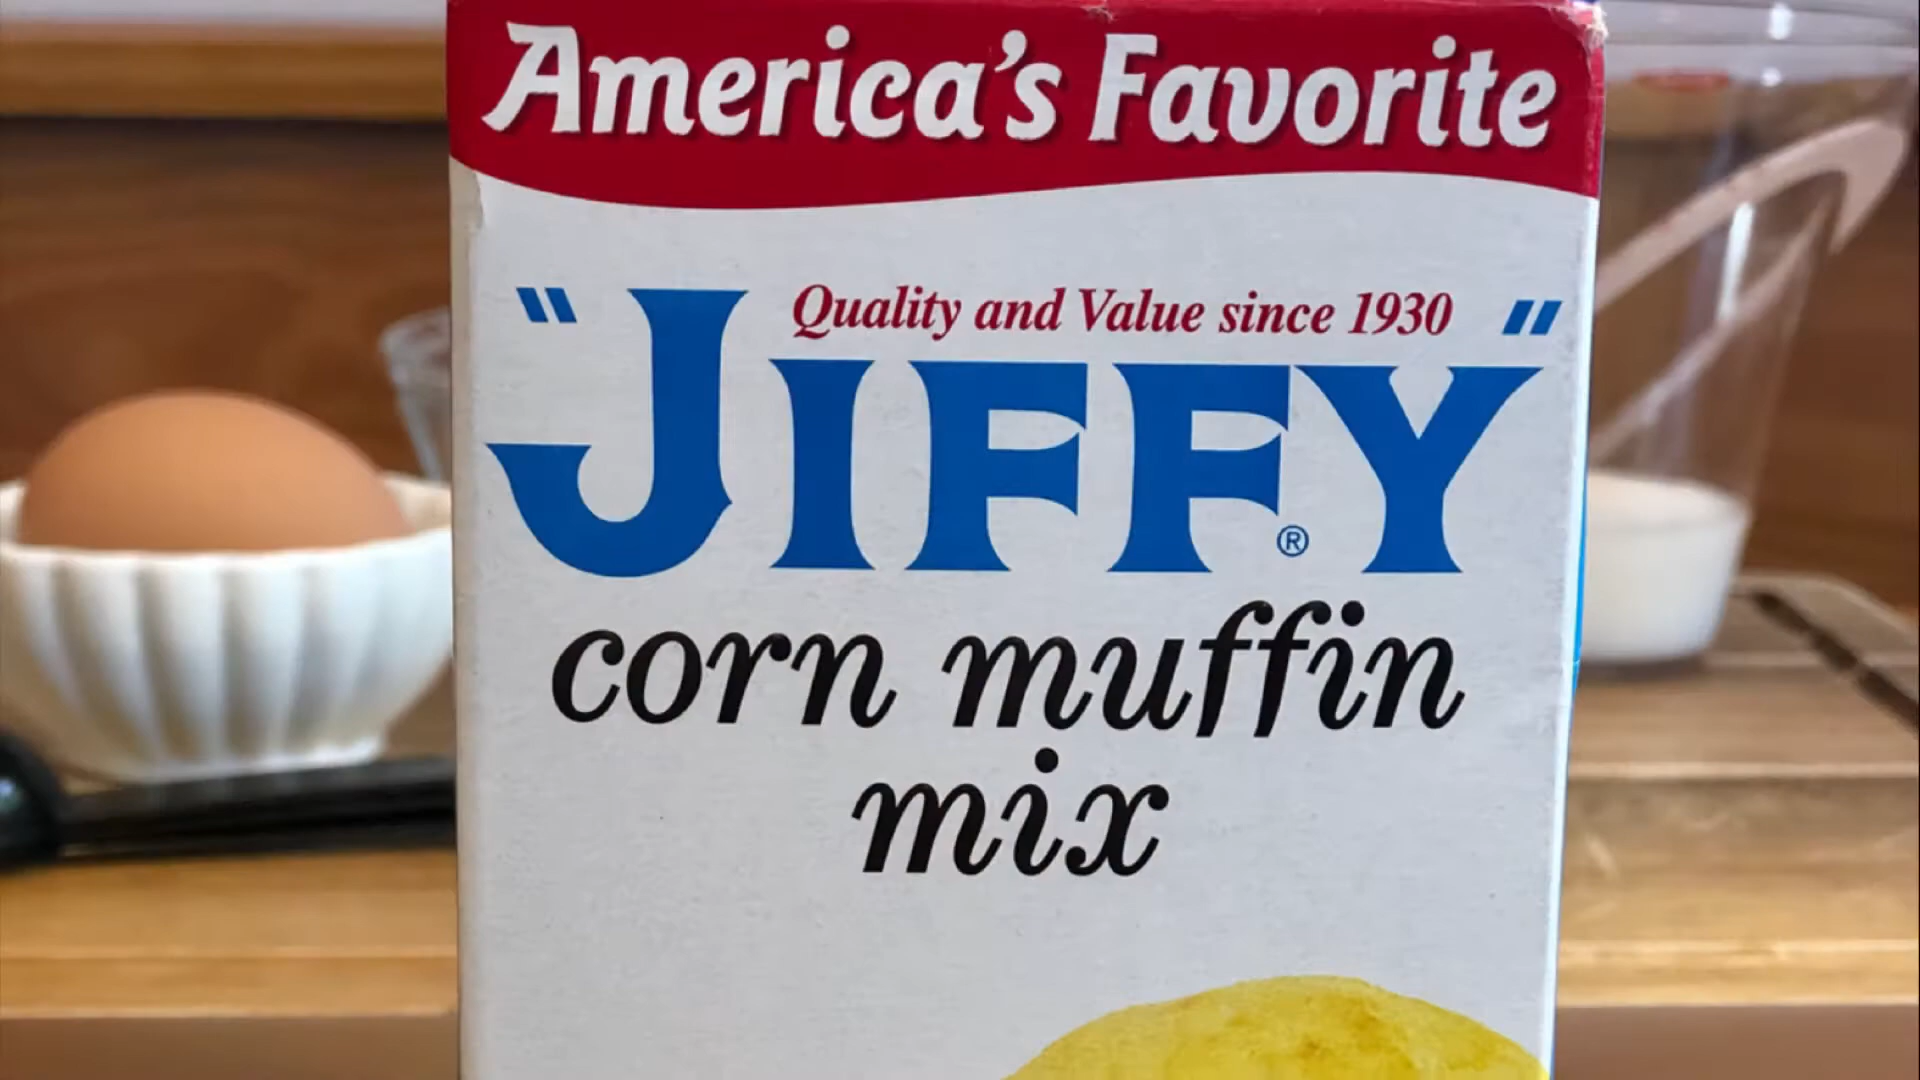 America's Favorite
Quality and Value since 1930
"JIFFY"®
corn muffin
mix